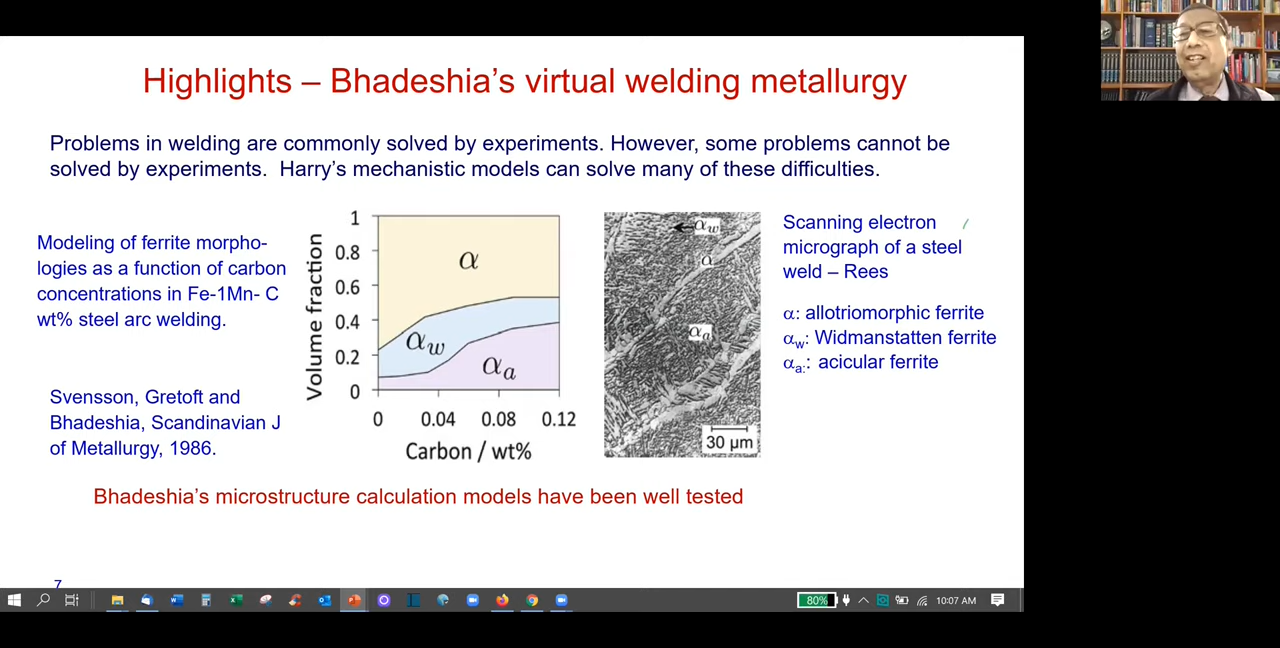 Highlights – Bhadeshia's virtual welding metallurgy
Problems in welding are commonly solved by experiments. However, some problems cannot be
solved by experiments. Harry's mechanistic models can solve many of these difficulties.
Modeling of ferrite morpho-
logies as a function of carbon
concentrations in Fe-1Mn- C
wt% steel arc welding.
Svensson, Gretoft and
Bhadeshia, Scandinavian J
of Metallurgy, 1986.
Volume fraction
1
0.8
0.6
0.4
0.2
0
α
αw
αa
0 0.04 0.08 0.12
Carbon / wt%
αw
α
αa
30 μm
Scanning electron
micrograph of a steel
weld – Rees
α: allotriomorphic ferrite
αw: Widmanstatten ferrite
αa:: acicular ferrite
Bhadeshia's microstructure calculation models have been well tested
7
80%
10:07 AM